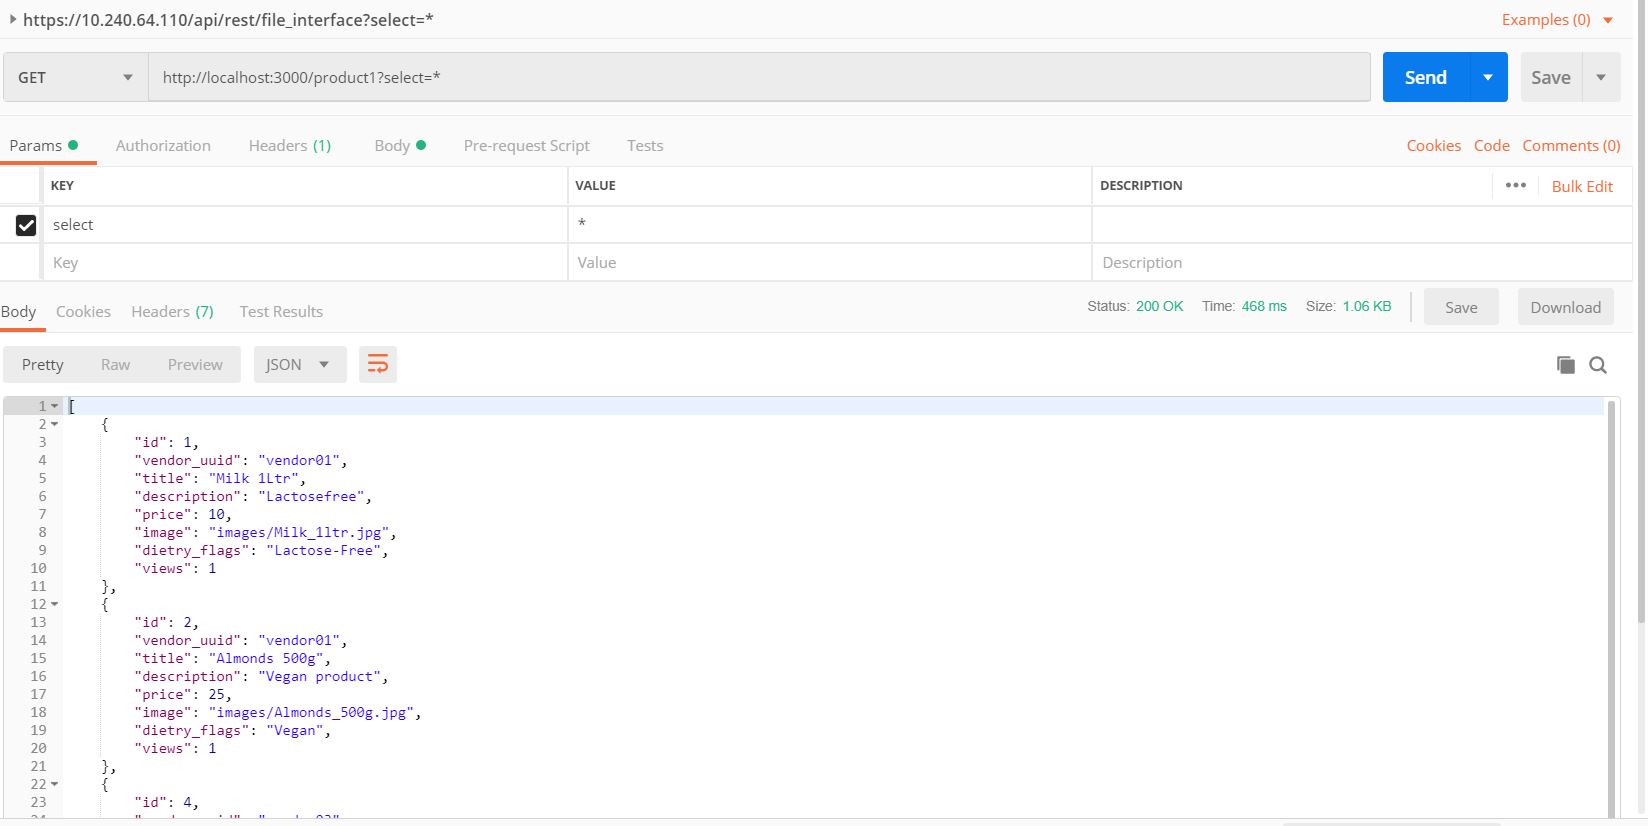 https://10.240.64.110/api/rest/file_interface?select=*
Examples (0)
GET
http://localhost:3000/product1?select=*
Send
Save
Params
Authorization
Headers (1)
Body
Pre-request Script
Tests
Cookies
Code
Comments (0)
KEY
VALUE
DESCRIPTION
Bulk Edit
select
*
Key
Value
Description
Body
Cookies
Headers (7)
Test Results
Status: 200 OK
Time: 468 ms
Size: 1.06 KB
Save
Download
Pretty
Raw
Preview
JSON
1 [
2 {
3 "id": 1,
4 "vendor_uuid": "vendor01",
5 "title": "Milk 1Ltr",
6 "description": "Lactosefree",
7 "price": 10,
8 "image": "images/Milk_1ltr.jpg",
9 "dietry_flags": "Lactose-Free",
10 "views": 1
11 },
12 {
13 "id": 2,
14 "vendor_uuid": "vendor01",
15 "title": "Almonds 500g",
16 "description": "Vegan product",
17 "price": 25,
18 "image": "images/Almonds_500g.jpg",
19 "dietry_flags": "Vegan",
20 "views": 1
21 },
22 {
23 "id": 4,